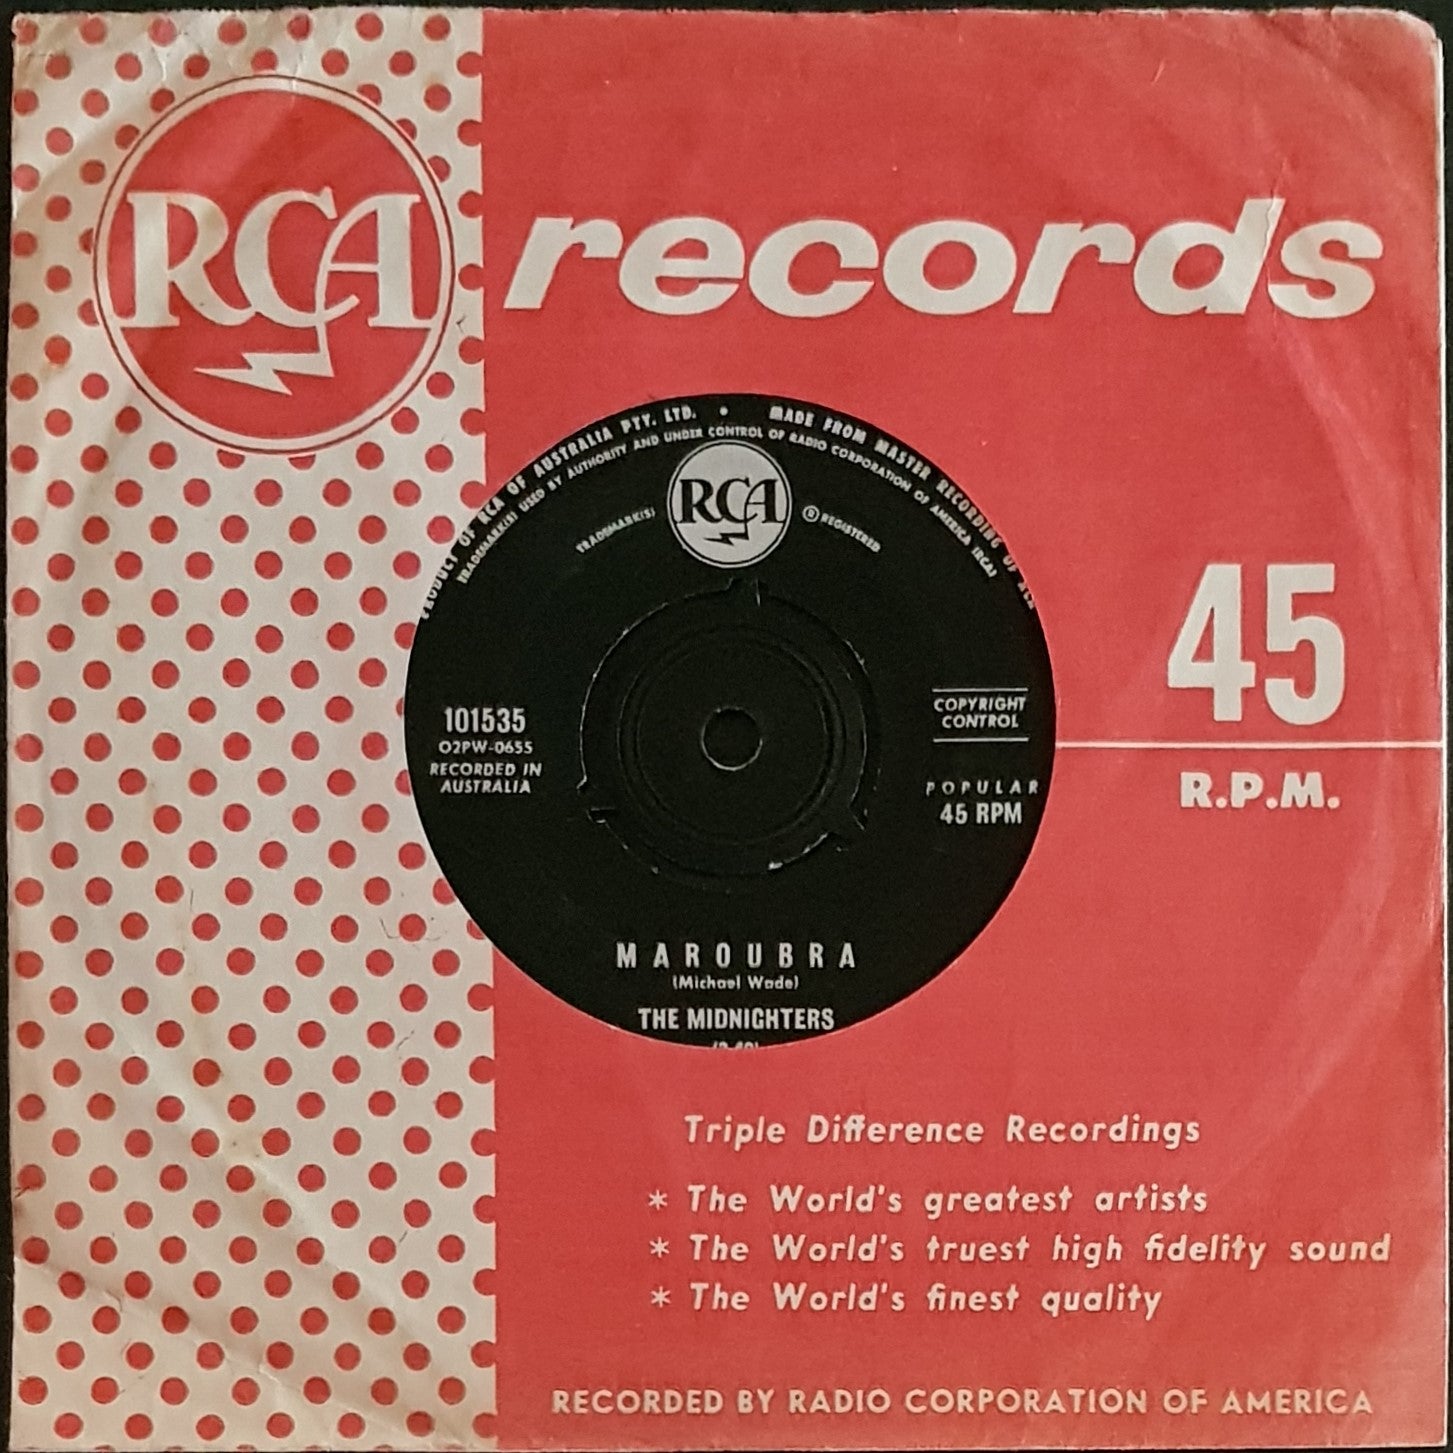 RCA records
PRODUCT OF RCA OF AUSTRALIA PTY. LTD. • MADE FROM MASTER RECORDING OF
TRADEMARK(S) USED BY AUTHORITY AND UNDER CONTROL OF RADIO CORPORATION OF AMERICA (RCA)
RCA
TRADEMARK(S) ® REGISTERED
45
R.P.M.
101535
O2PW-0655
RECORDED IN
AUSTRALIA
COPYRIGHT
CONTROL
POPULAR
45 RPM
MAROUBRA
(Michael Wade)
THE MIDNIGHTERS
Triple Difference Recordings
* The World's greatest artists
* The World's truest high fidelity sound
* The World's finest quality
RECORDED BY RADIO CORPORATION OF AMERICA